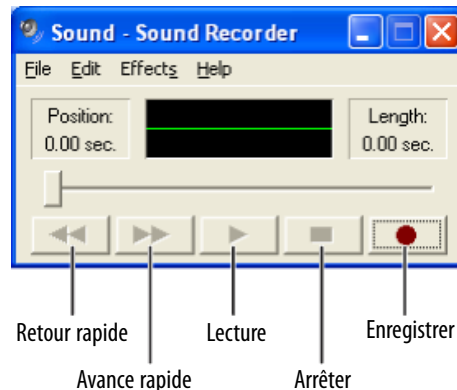 Sound - Sound Recorder
File Edit Effects Help
Position:
0.00 sec.
Length:
0.00 sec.
Retour rapide
Lecture
Enregistrer
Avance rapide
Arrêter